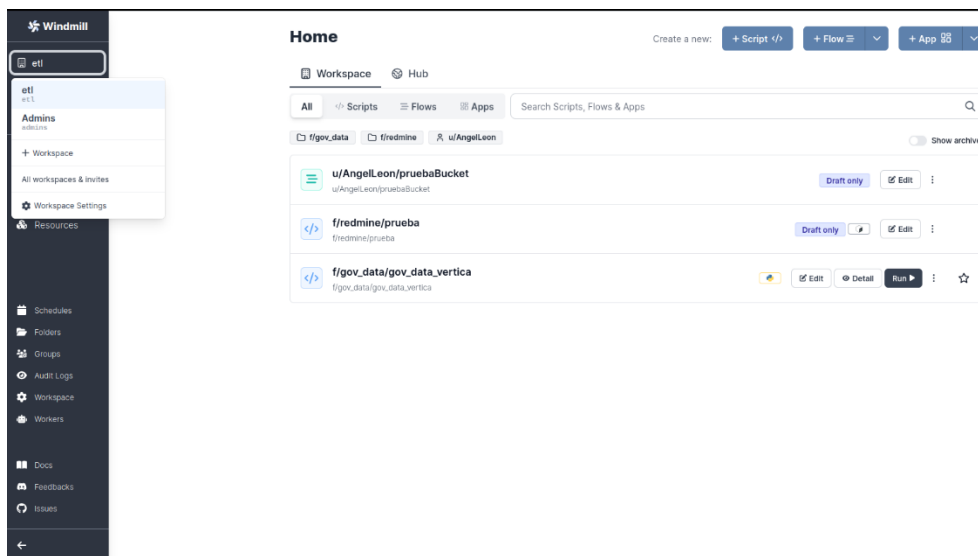 Windmill
etl
etl
etl
Admins
admins
+ Workspace
All workspaces & Invites
Workspace Settings
Resources
Schedules
Folders
Groups
Audit Logs
Workspace
Workers
Docs
Feedbacks
Issues
Home
Create a new:
+ Script </>
+ Flow
+ App
Workspace
Hub
All
</> Scripts
Flows
Apps
Search Scripts, Flows & Apps
f/gov_data
f/redmine
u/AngelLeon
Show archive
u/AngelLeon/pruebaBucket
u/AngelLeon/pruebaBucket
Draft only
Edit
f/redmine/prueba
f/redmine/prueba
Draft only
Edit
f/gov_data/gov_data_vertica
f/gov_data/gov_data_vertica
Edit
Detail
Run